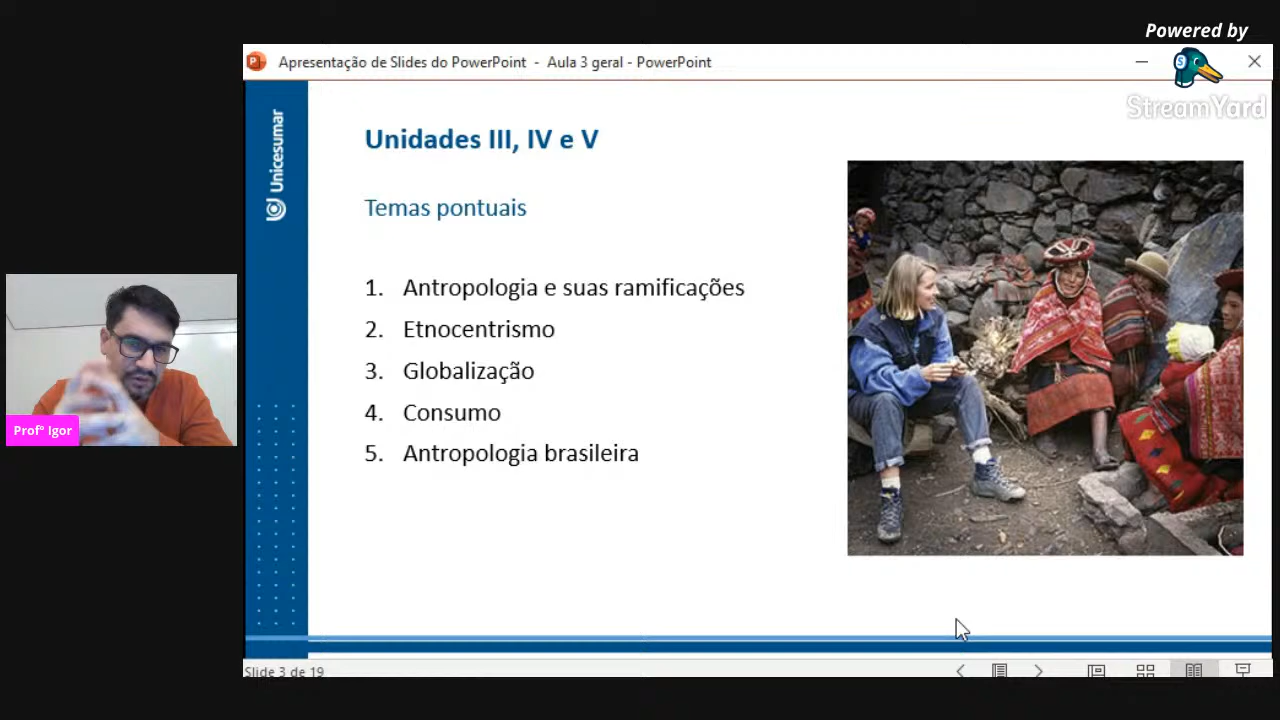 Powered by
Apresentação de Slides do PowerPoint - Aula 3 geral - PowerPoint
StreamYard
Unicesumar
Unidades III, IV e V
Temas pontuais
1. Antropologia e suas ramificações
2. Etnocentrismo
3. Globalização
4. Consumo
5. Antropologia brasileira
Profº Igor
Slide 3 de 19